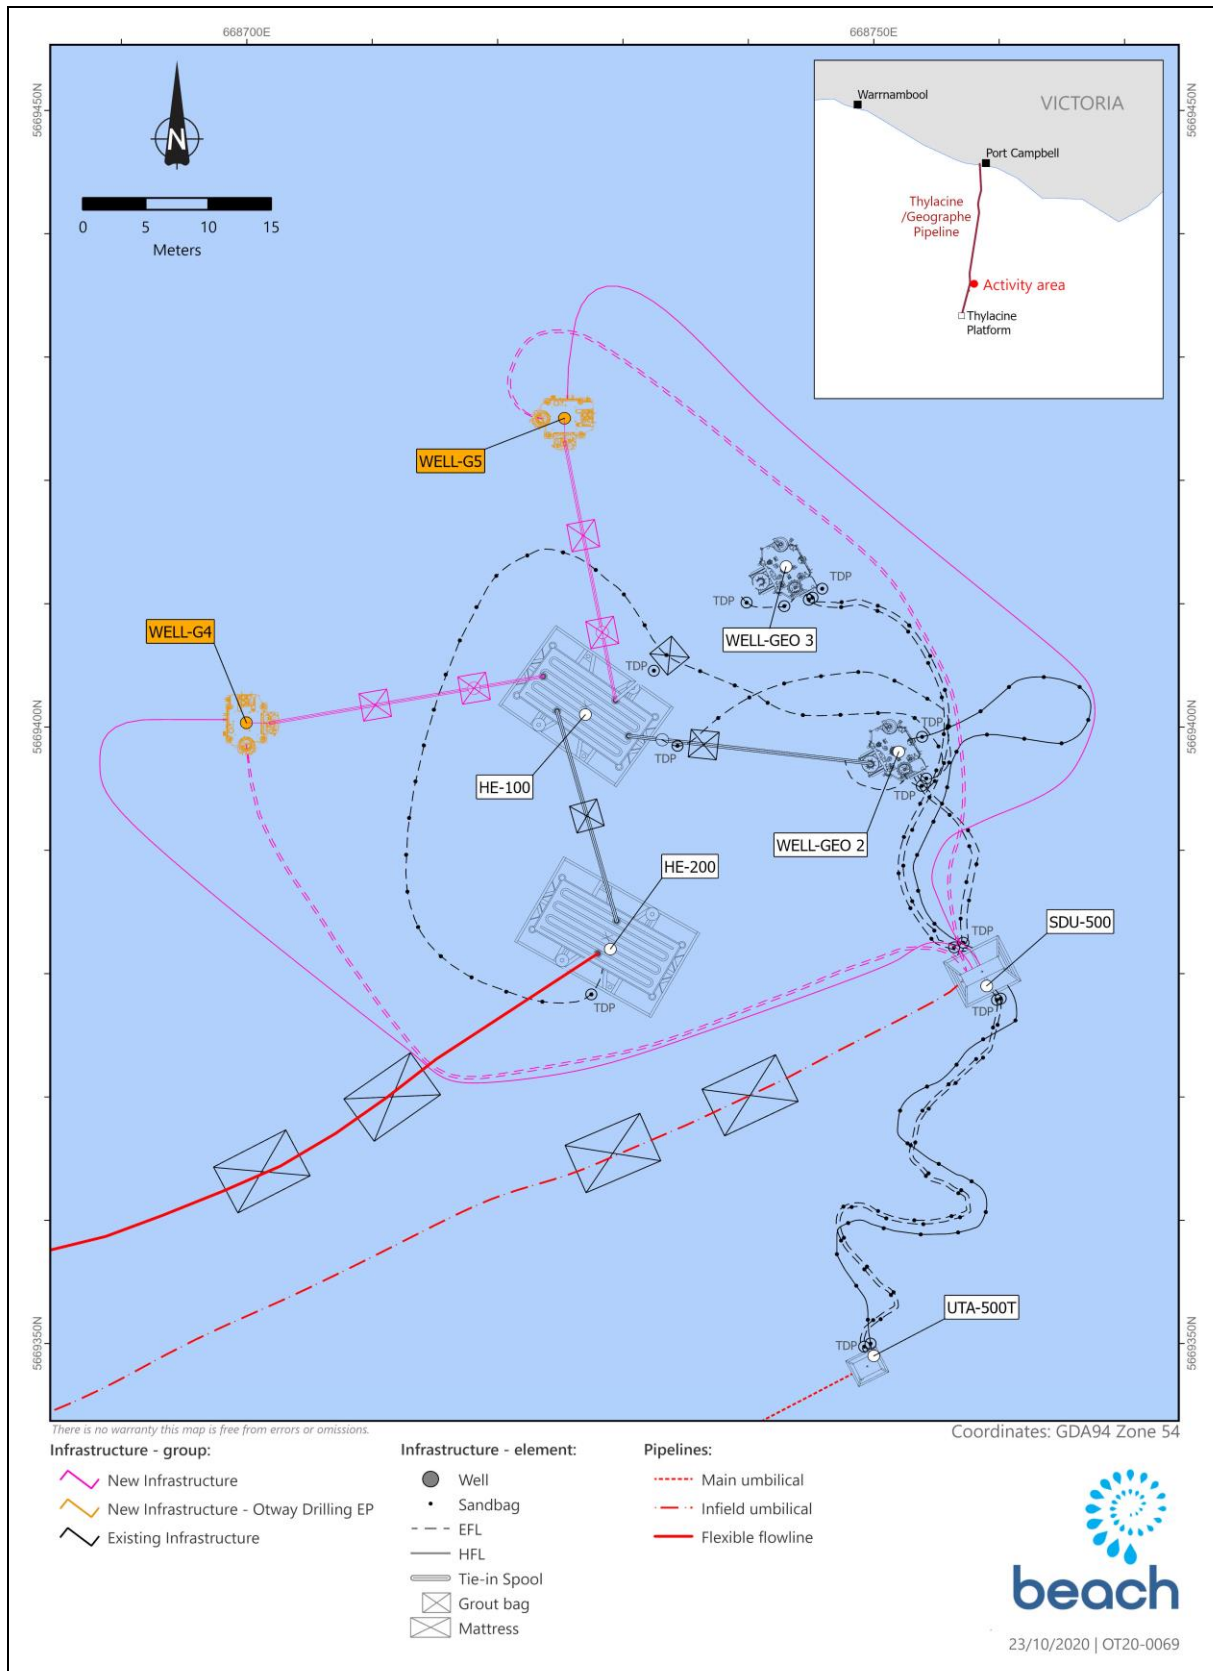 668700E
668750E
5669450N
5669450N
N
0 5 10 15
Meters
Warrnambool
VICTORIA
Port Campbell
Thylacine
/Geographe
Pipeline
Activity area
Thylacine
Platform
WELL-G5
TDP
TDP
WELL-GEO 3
WELL-G4
TDP
5669400N
5669400N
TDP
TDP
HE-100
TDP
WELL-GEO 2
HE-200
SDU-500
TDP
TDP
TDP
UTA-500T
TDP
5669350N
5669350N
There is no warranty this map is free from errors or omissions.
Coordinates: GDA94 Zone 54
Infrastructure - group:
New Infrastructure
New Infrastructure - Otway Drilling EP
Existing Infrastructure
Infrastructure - element:
Well
Sandbag
EFL
HFL
Tie-in Spool
Grout bag
Mattress
Pipelines:
Main umbilical
Infield umbilical
Flexible flowline
beach
23/10/2020 | OT20-0069